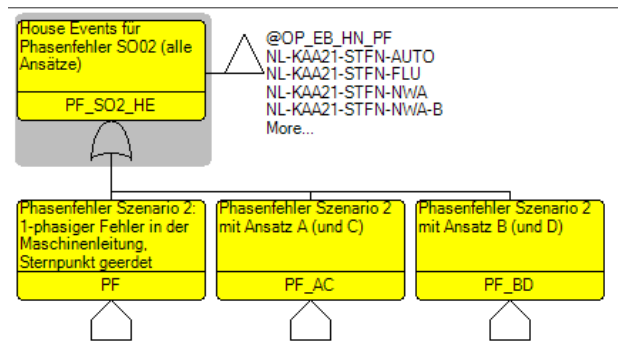 House Events für
Phasenfehler SO02 (alle
Ansätze)
PF_SO2_HE
@OP_EB_HN_PF
NL-KAA21-STFN-AUTO
NL-KAA21-STFN-FLU
NL-KAA21-STFN-NWA
NL-KAA21-STFN-NWA-B
More...
Phasenfehler Szenario 2:
1-phasiger Fehler in der
Maschinenleitung,
Sternpunkt geerdet
PF
Phasenfehler Szenario 2
mit Ansatz A (und C)
PF_AC
Phasenfehler Szenario 2
mit Ansatz B (und D)
PF_BD